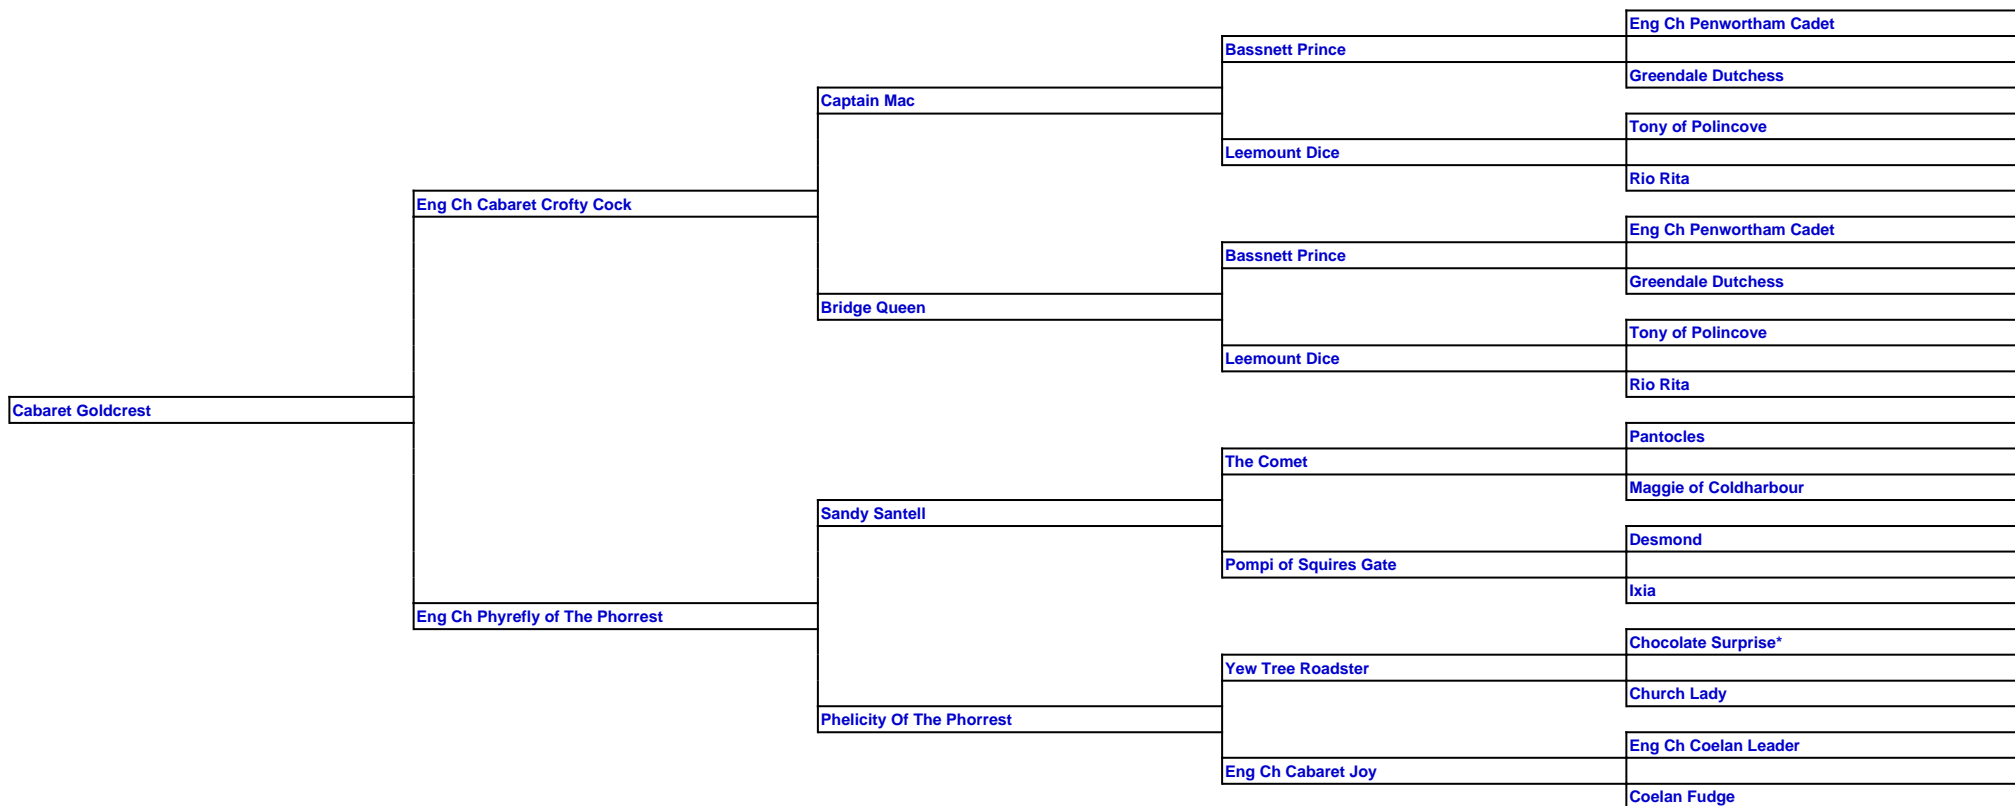 Eng Ch Penwortham Cadet
Bassnett Prince
Greendale Dutchess
Captain Mac
Tony of Polincove
Leemount Dice
Rio Rita
Eng Ch Cabaret Crofty Cock
Eng Ch Penwortham Cadet
Bassnett Prince
Greendale Dutchess
Bridge Queen
Tony of Polincove
Leemount Dice
Rio Rita
Cabaret Goldcrest
Pantocles
The Comet
Maggie of Coldharbour
Sandy Santell
Desmond
Pompi of Squires Gate
Ixia
Eng Ch Phyrefly of The Phorrest
Chocolate Surprise*
Yew Tree Roadster
Church Lady
Phelicity Of The Phorrest
Eng Ch Coelan Leader
Eng Ch Cabaret Joy
Coelan Fudge